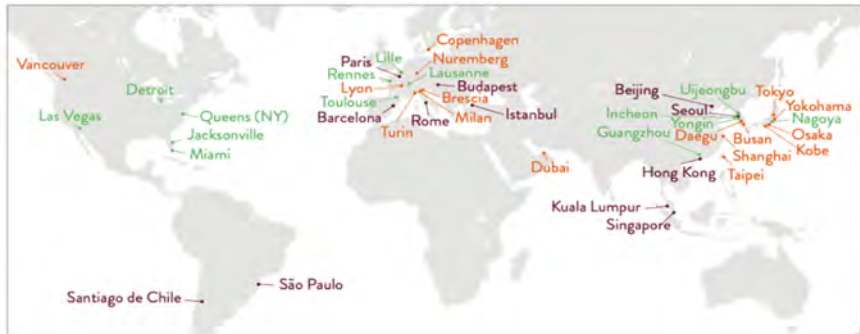 Vancouver
Detroit
Las Vegas
Queens (NY)
Jacksonville
Miami
Santiago de Chile
São Paulo
Copenhagen
Paris
Lille
Nuremberg
Rennes
Lausanne
Lyon
Budapest
Toulouse
Brescia
Barcelona
Milan
Istanbul
Turin
Rome
Dubai
Beijing
Uijeongbu
Tokyo
Incheon
Seoul
Yokohama
Yongin
Nagoya
Guangzhou
Daegu
Busan
Osaka
Shanghai
Kobe
Hong Kong
Taipei
Kuala Lumpur
Singapore